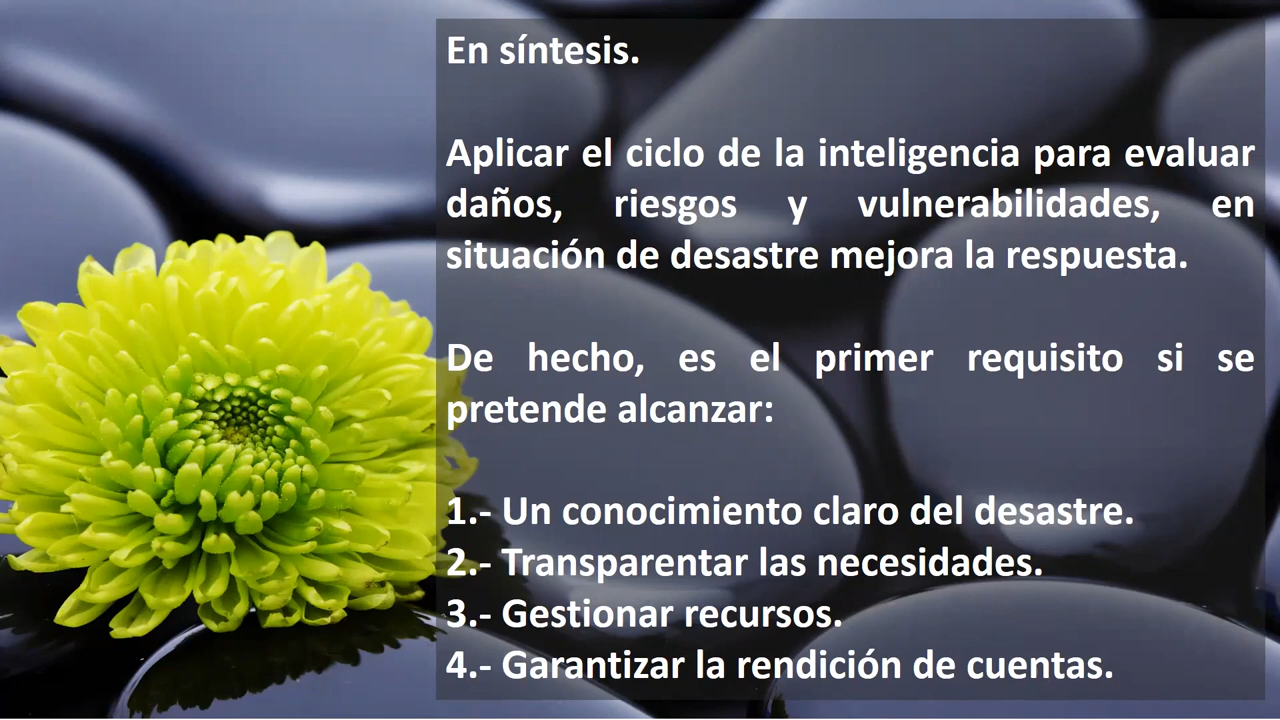 En síntesis.
Aplicar el ciclo de la inteligencia para evaluar
daños, riesgos y vulnerabilidades, en
situación de desastre mejora la respuesta.
De hecho, es el primer requisito si se
pretende alcanzar:
1.- Un conocimiento claro del desastre.
2.- Transparentar las necesidades.
3.- Gestionar recursos.
4.- Garantizar la rendición de cuentas.